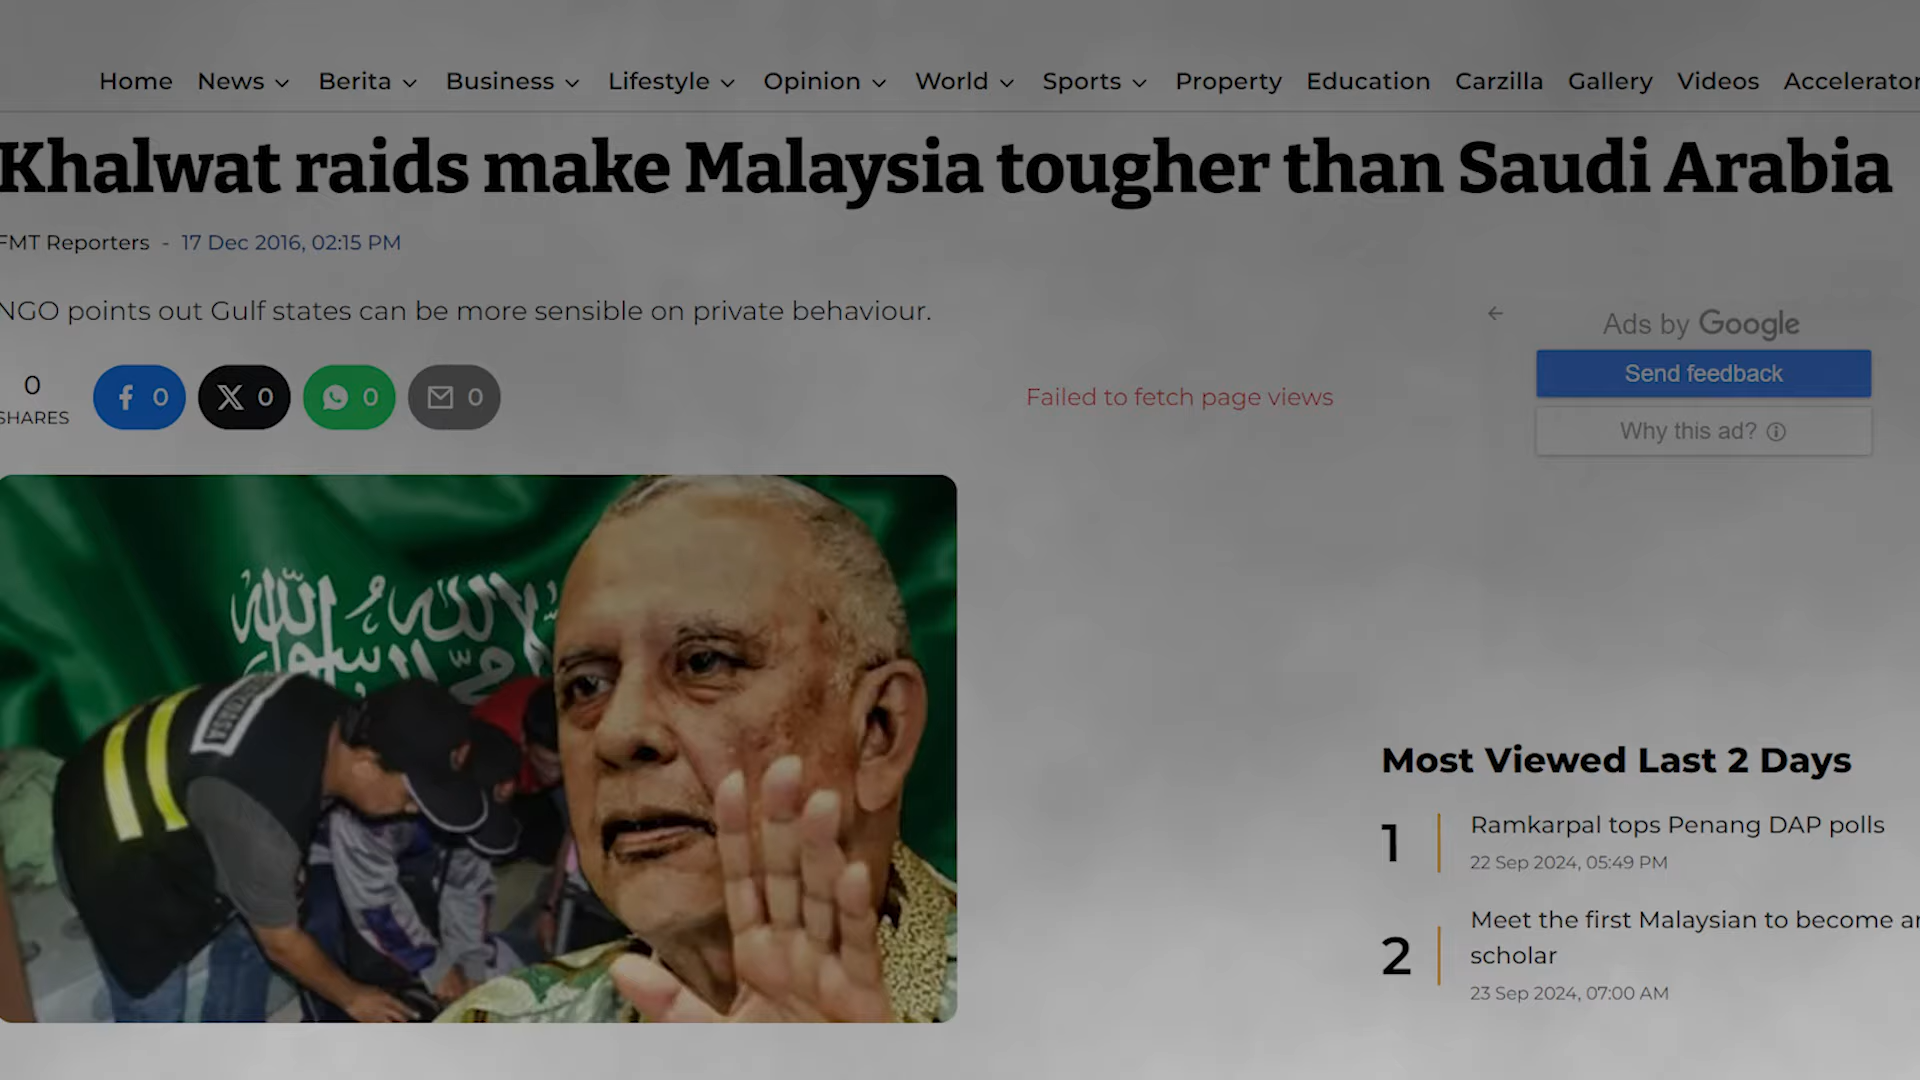 Home News Berita Business Lifestyle Opinion World Sports Property Education Carzilla Gallery Videos Accelerator
Khalwat raids make Malaysia tougher than Saudi Arabia
FMT Reporters - 17 Dec 2016, 02:15 PM
NGO points out Gulf states can be more sensible on private behaviour.
0
SHARES
0 0 0 0
Failed to fetch page views
Ads by Google
Send feedback
Why this ad?
Most Viewed Last 2 Days
1
Ramkarpal tops Penang DAP polls
22 Sep 2024, 05:49 PM
2
Meet the first Malaysian to become
scholar
23 Sep 2024, 07:00 AM